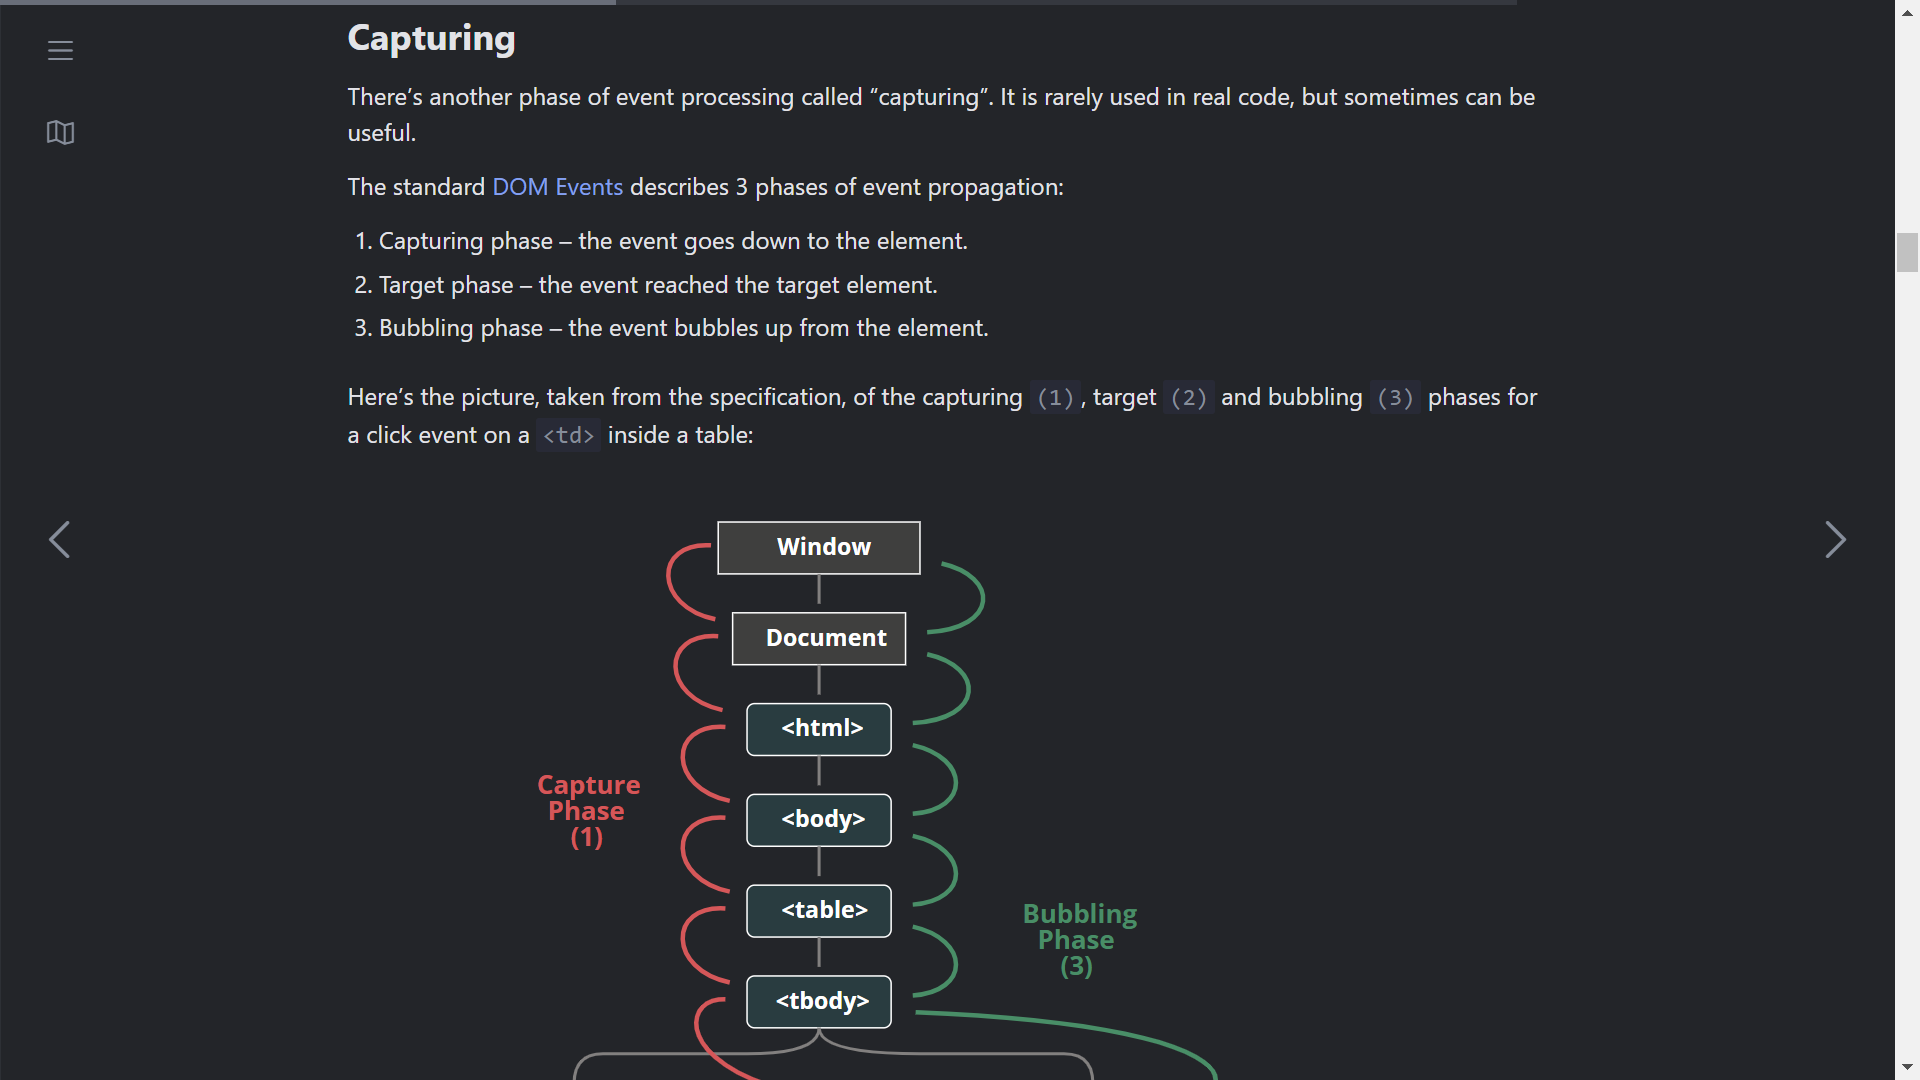 Capturing
There’s another phase of event processing called “capturing”. It is rarely used in real code, but sometimes can be
useful.
The standard DOM Events describes 3 phases of event propagation:
1. Capturing phase – the event goes down to the element.
2. Target phase – the event reached the target element.
3. Bubbling phase – the event bubbles up from the element.
Here’s the picture, taken from the specification, of the capturing (1), target (2) and bubbling (3) phases for
a click event on a <td> inside a table:
Window
Document
<html>
Capture
Phase
(1)
<body>
<table>
Bubbling
Phase
(3)
<tbody>